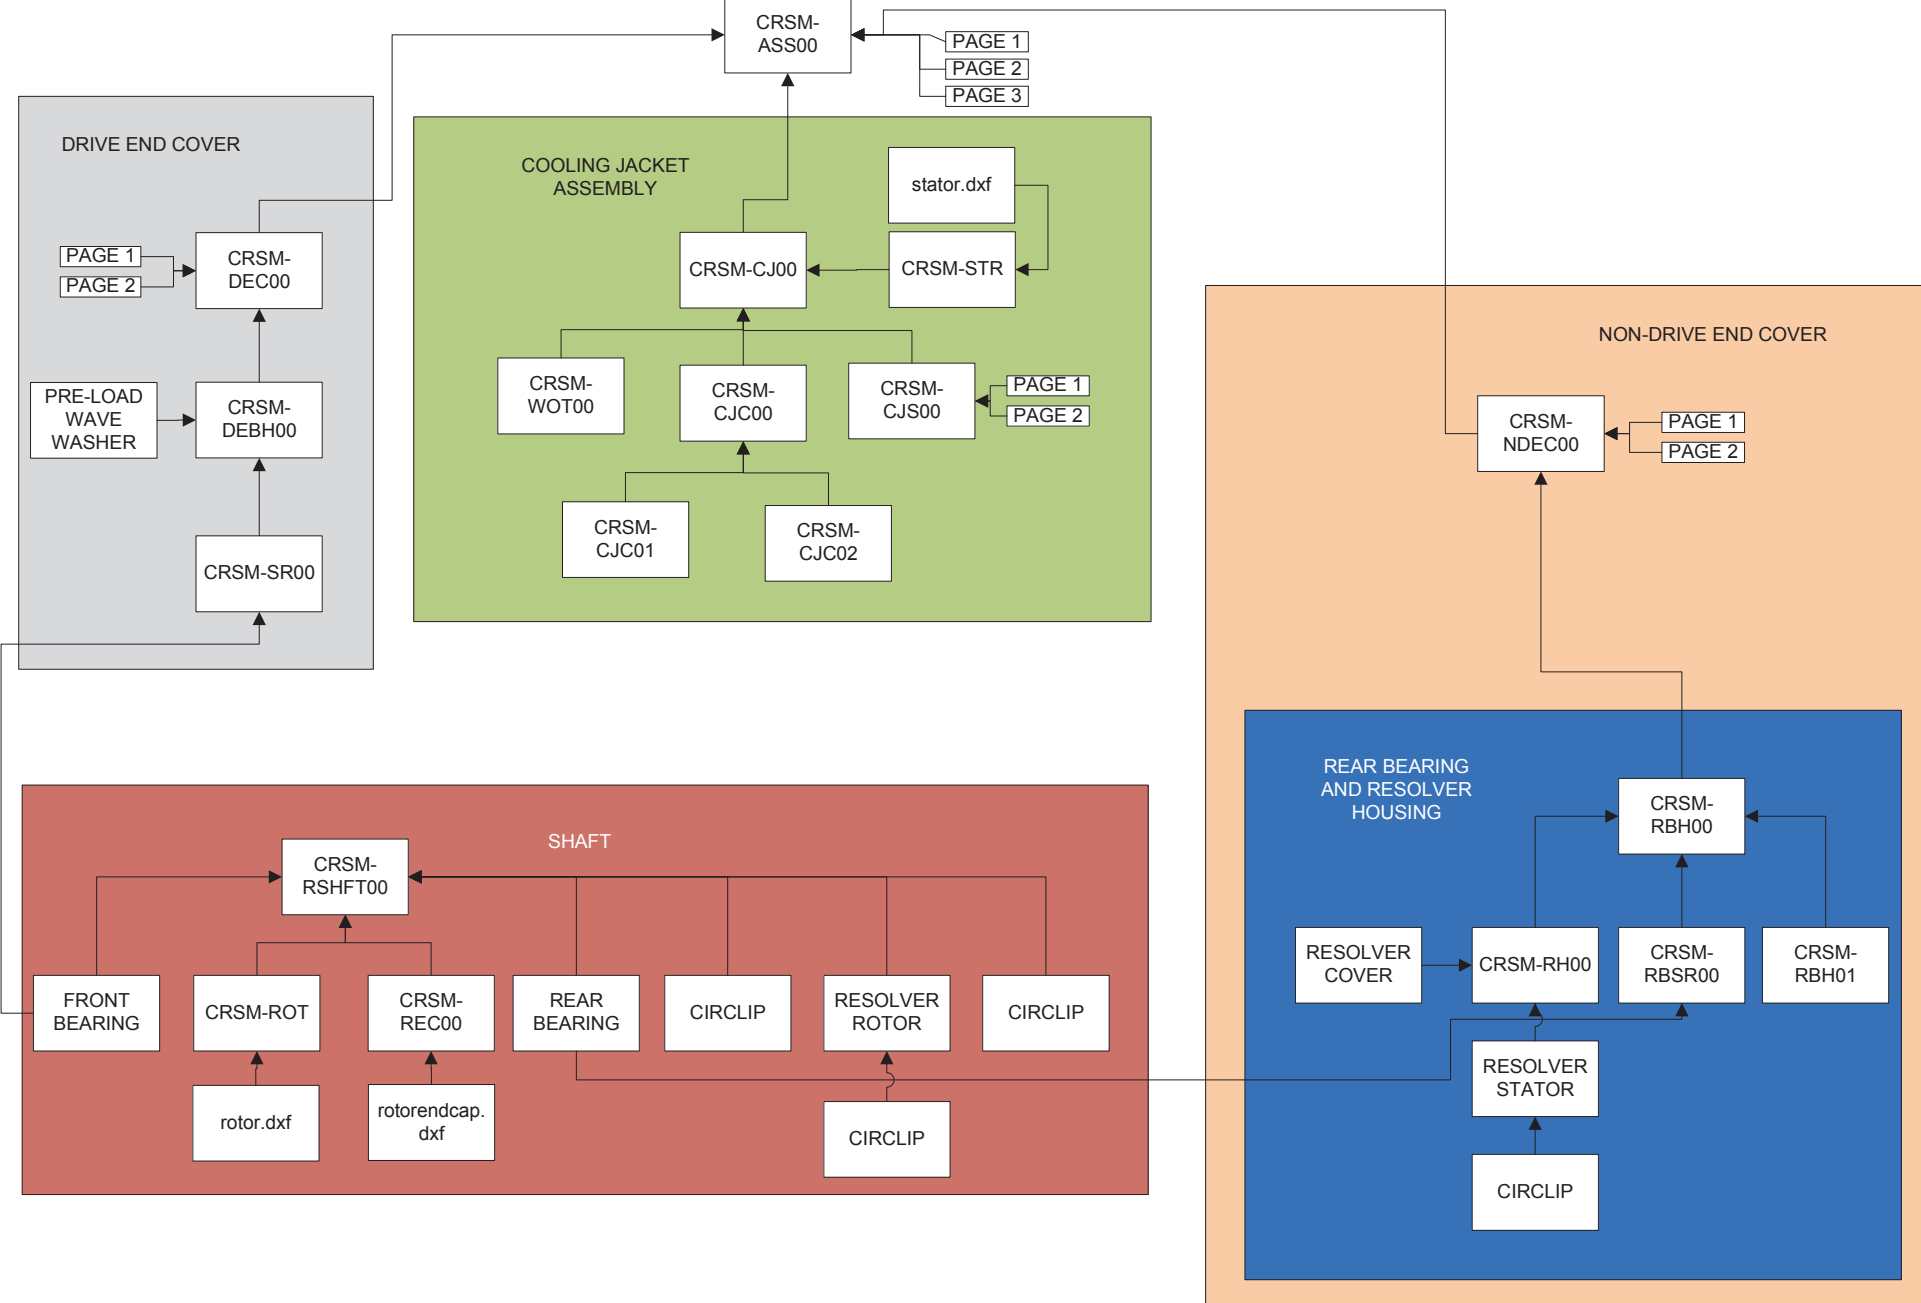 CRSM-
ASS00
PAGE 1
PAGE 2
PAGE 3
DRIVE END COVER
PAGE 1
PAGE 2
CRSM-
DEC00
PRE-LOAD
WAVE
WASHER
CRSM-
DEBH00
CRSM-SR00
COOLING JACKET
ASSEMBLY
stator.dxf
CRSM-CJ00
CRSM-STR
CRSM-
WOT00
CRSM-
CJC00
CRSM-
CJS00
PAGE 1
PAGE 2
CRSM-
CJC01
CRSM-
CJC02
NON-DRIVE END COVER
CRSM-
NDEC00
PAGE 1
PAGE 2
REAR BEARING
AND RESOLVER
HOUSING
CRSM-
RBH00
RESOLVER
COVER
CRSM-RH00
CRSM-
RBSR00
CRSM-
RBH01
RESOLVER
STATOR
CIRCLIP
SHAFT
CRSM-
RSHFT00
FRONT
BEARING
CRSM-ROT
CRSM-
REC00
REAR
BEARING
CIRCLIP
RESOLVER
ROTOR
CIRCLIP
rotor.dxf
rotorendcap.
dxf
CIRCLIP